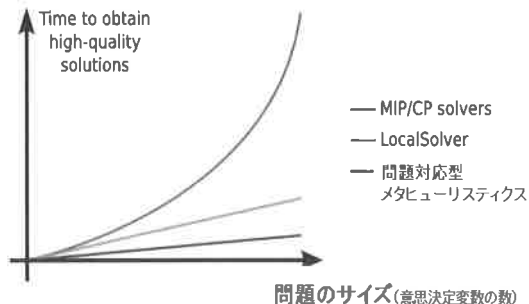 Time to obtain
high-quality
solutions
MIP/CP solvers
LocalSolver
問題対応型
メタヒューリスティクス
問題のサイズ(意思決定変数の数)